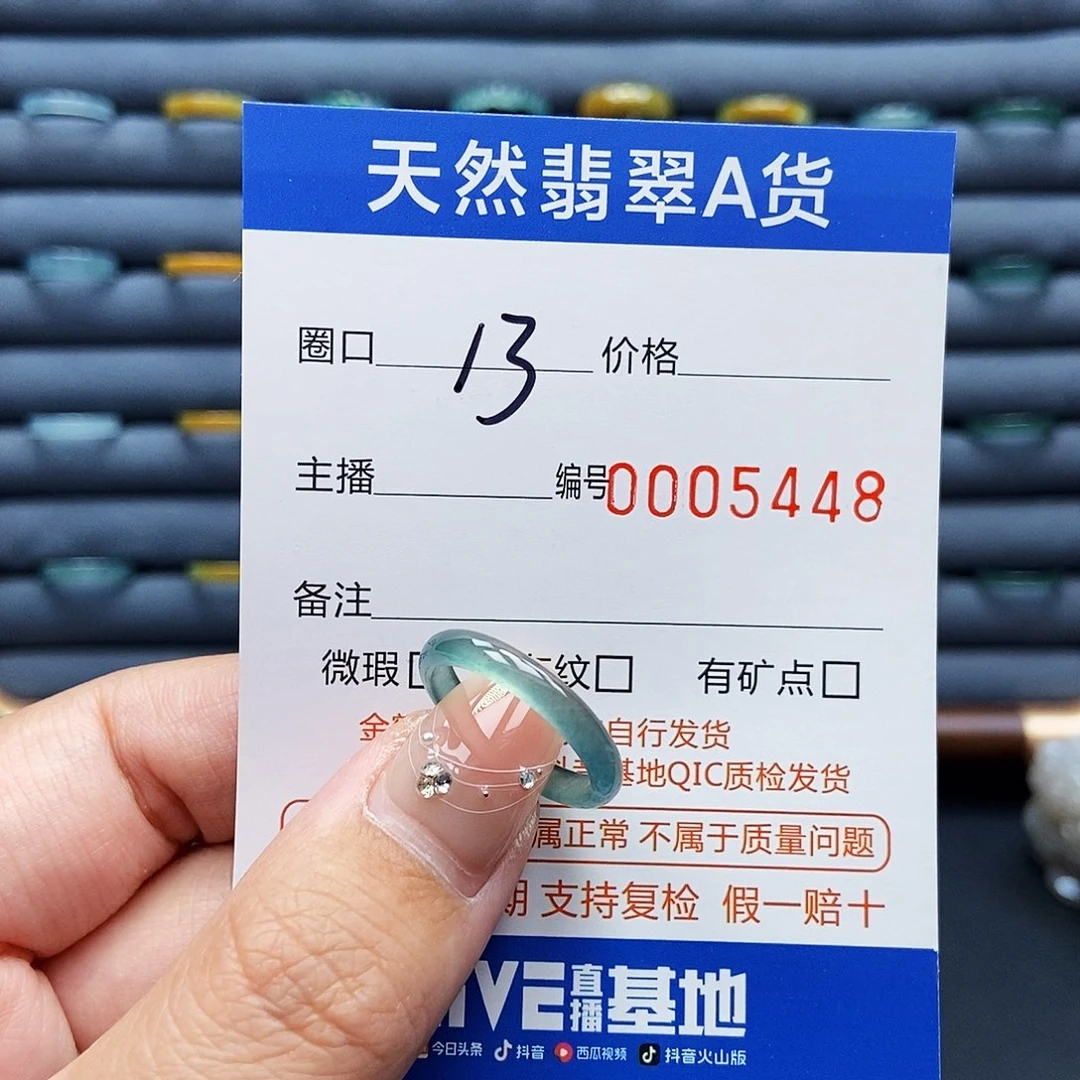 天然翡翠A货
圈口 13 价格
主播 编号0005448
备注
微瑕□ 纹□ 有矿点□
自行发货
基地QIC质检发货
属正常 不属于质量问题
期 支持复检 假一赔十
IVE直播基地
今日头条 抖音 西瓜视频 抖音火山版